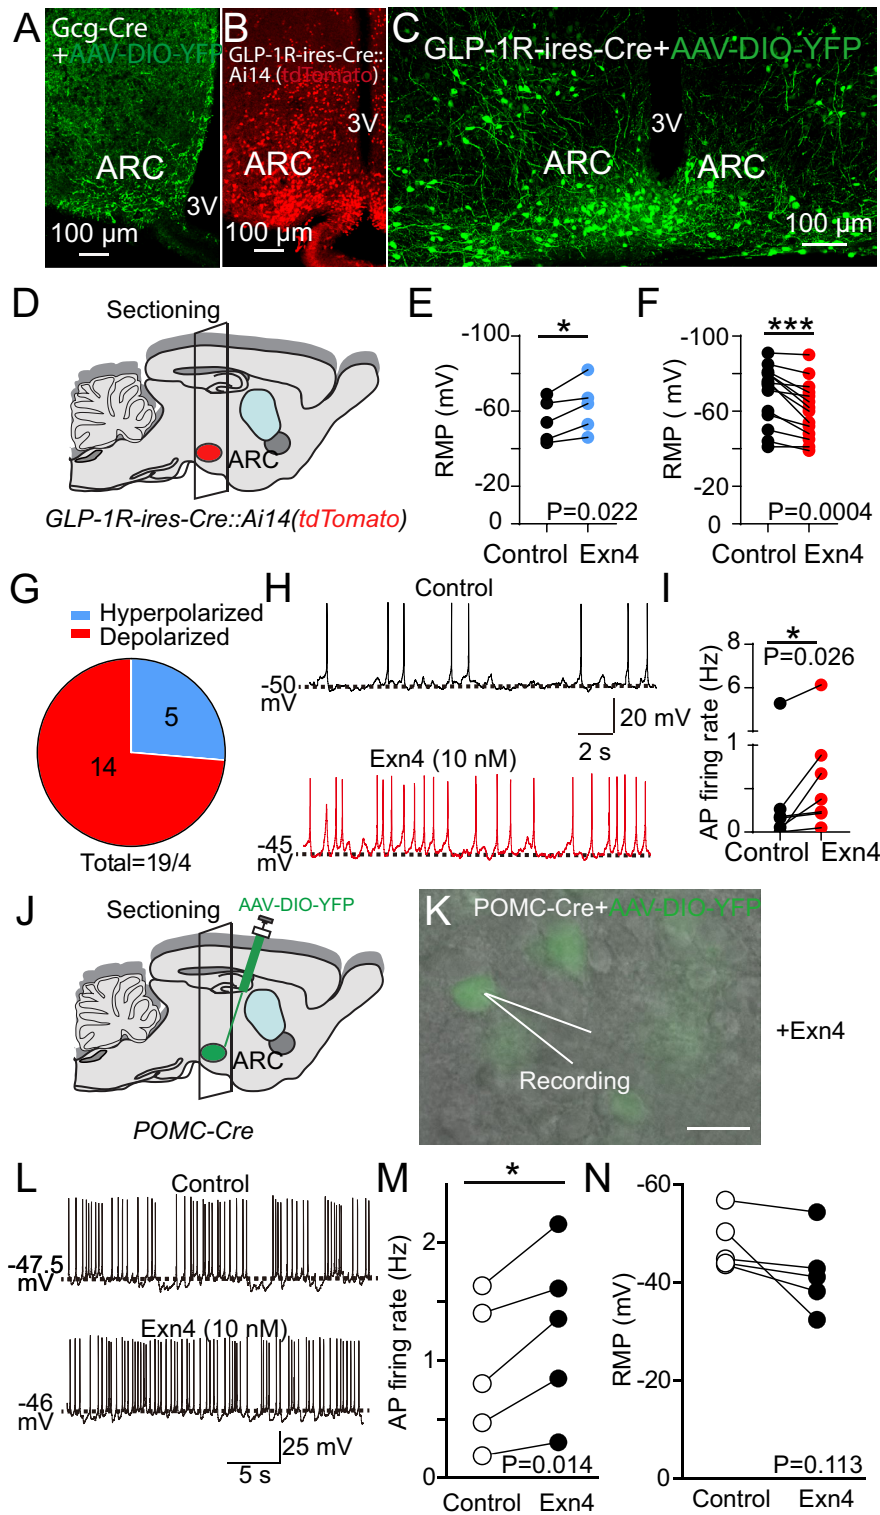 A
Gcg-Cre
+AAV-DIO-YFP
ARC
3V
100 µm
B
GLP-1R-ires-Cre::
Ai14 (tdTomato)
3V
ARC
100 µm
C
GLP-1R-ires-Cre+AAV-DIO-YFP
3V
ARC
ARC
100 µm
D
Sectioning
ARC
GLP-1R-ires-Cre::Ai14(tdTomato)
E
*
-100
-60
-20
0
RMP (mV)
P=0.022
Control Exn4
F
***
-100
-60
-20
0
RMP ( mV)
P=0.0004
Control Exn4
G
Hyperpolarized
Depolarized
5
14
Total=19/4
H
Control
-50
mV
20 mV
2 s
Exn4 (10 nM)
-45
mV
I
*
P=0.026
8
6
1
0
AP firing rate (Hz)
Control Exn4
J
Sectioning
AAV-DIO-YFP
ARC
POMC-Cre
K
POMC-Cre+AAV-DIO-YFP
Recording
+Exn4
L
Control
-47.5
mV
Exn4 (10 nM)
-46
mV
25 mV
5 s
M
*
2
1
0
AP firing rate (Hz)
P=0.014
Control Exn4
N
-60
-40
-20
0
RMP (mV)
P=0.113
Control Exn4